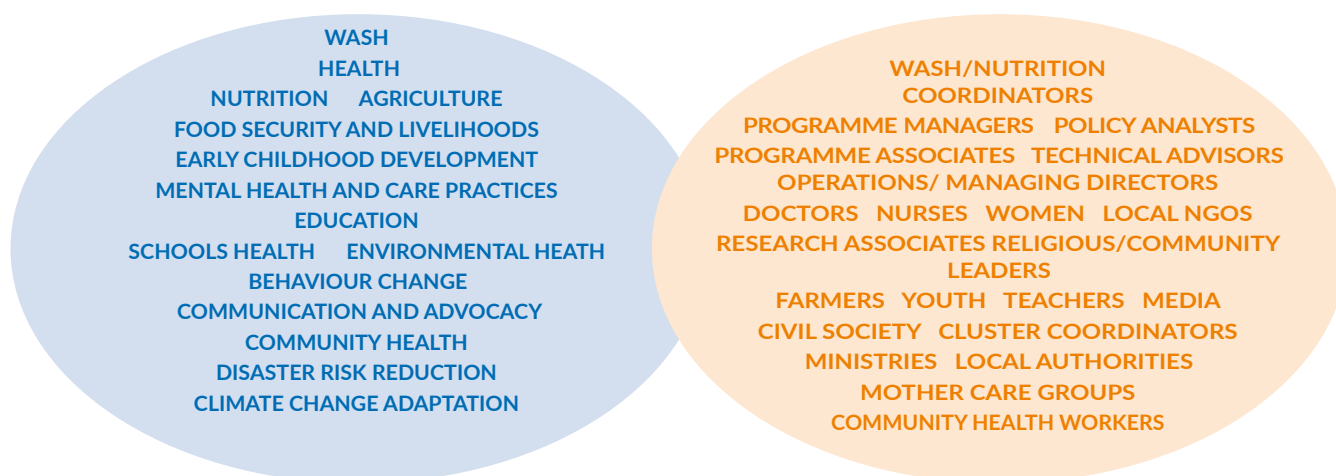 WASH
HEALTH
NUTRITION AGRICULTURE
FOOD SECURITY AND LIVELIHOODS
EARLY CHILDHOOD DEVELOPMENT
MENTAL HEALTH AND CARE PRACTICES
EDUCATION
SCHOOLS HEALTH ENVIRONMENTAL HEATH
BEHAVIOUR CHANGE
COMMUNICATION AND ADVOCACY
COMMUNITY HEALTH
DISASTER RISK REDUCTION
CLIMATE CHANGE ADAPTATION
WASH/NUTRITION
COORDINATORS
PROGRAMME MANAGERS POLICY ANALYSTS
PROGRAMME ASSOCIATES TECHNICAL ADVISORS
OPERATIONS/ MANAGING DIRECTORS
DOCTORS NURSES WOMEN LOCAL NGOS
RESEARCH ASSOCIATES RELIGIOUS/COMMUNITY
LEADERS
FARMERS YOUTH TEACHERS MEDIA
CIVIL SOCIETY CLUSTER COORDINATORS
MINISTRIES LOCAL AUTHORITIES
MOTHER CARE GROUPS
COMMUNITY HEALTH WORKERS